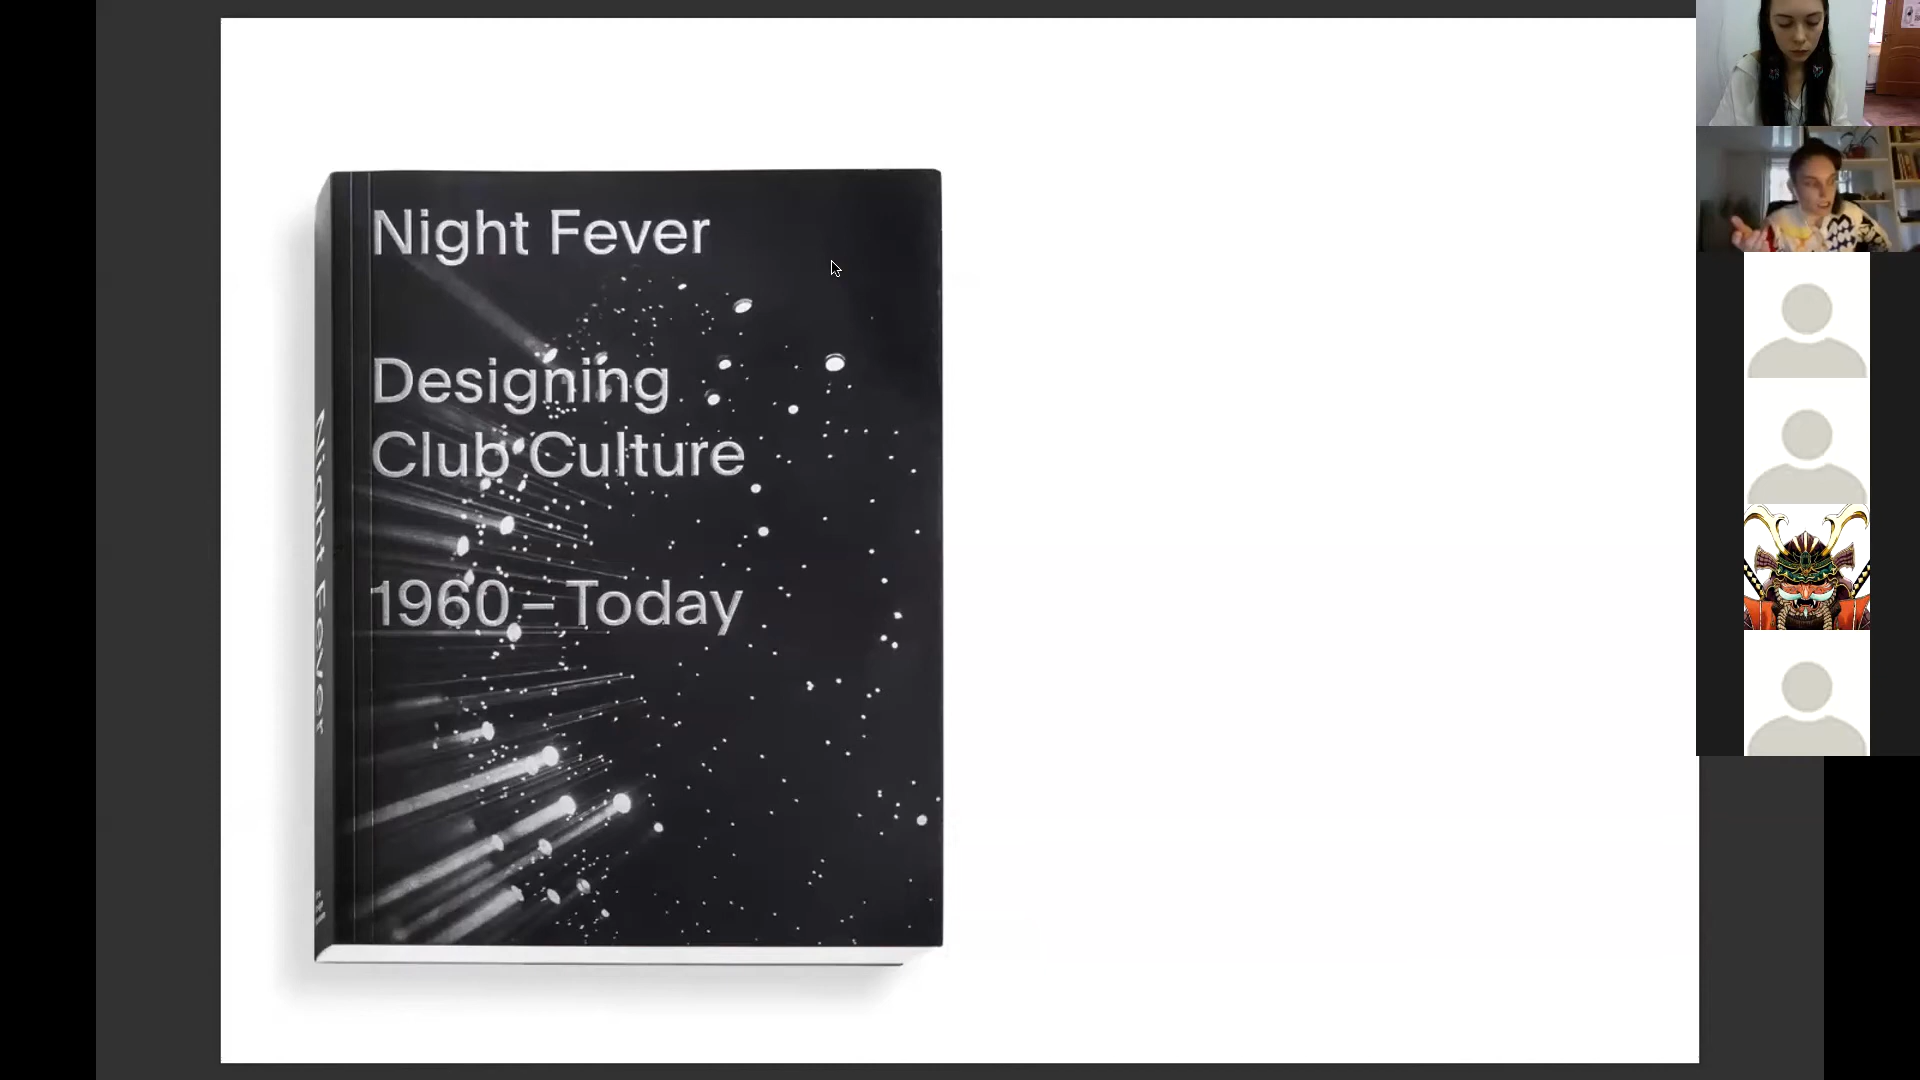 Night Fever
Designing
Club Culture
1960 – Today
Night Fever